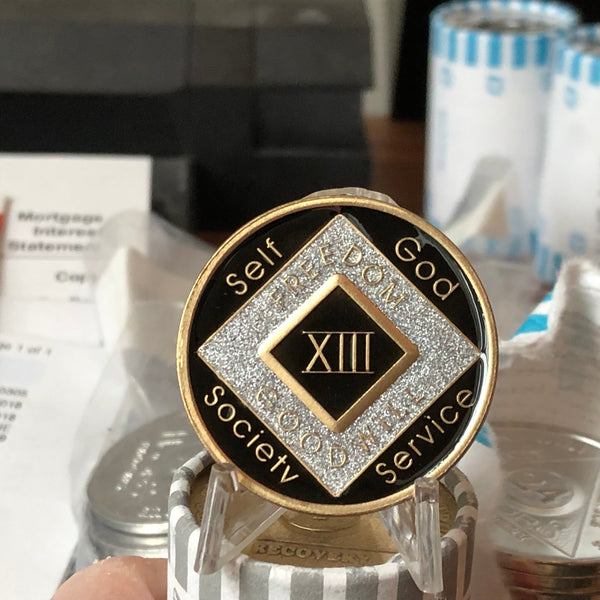 Mortgage
Interest
Statement
Self
God
FREEDOM
XIII
GOOD WILL
Society
Service
RECOVERY